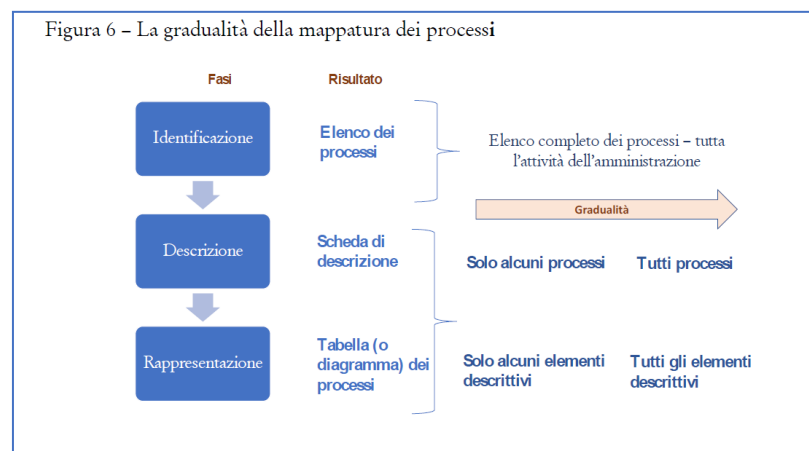 Figura 6 – La gradualità della mappatura dei processi
Fasi
Risultato
Identificazione
Elenco dei
processi
Elenco completo dei processi – tutta
l'attività dell'amministrazione
Gradualità
Descrizione
Scheda di
descrizione
Solo alcuni processi
Tutti processi
Rappresentazione
Tabella (o
diagramma) dei
processi
Solo alcuni elementi
descrittivi
Tutti gli elementi
descrittivi